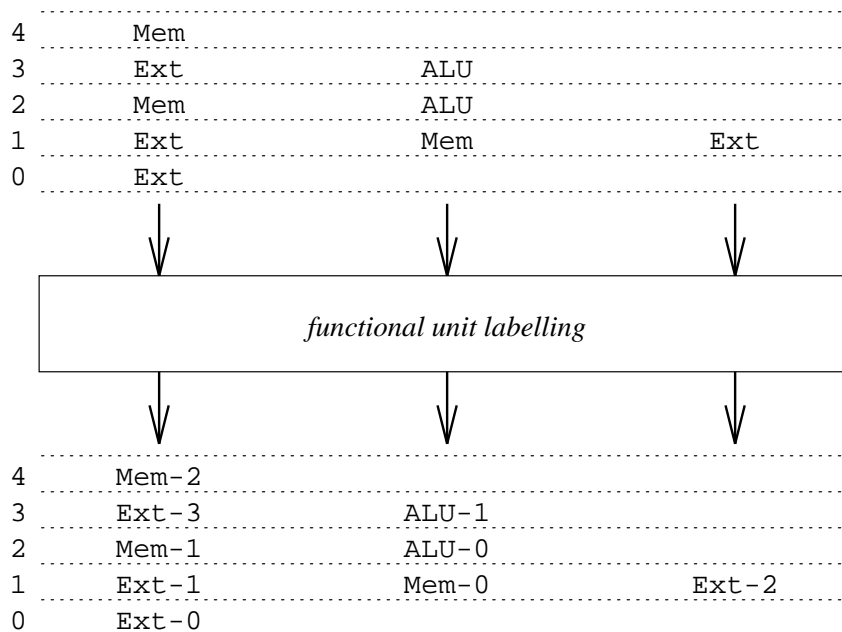 4 Mem
3 Ext ALU
2 Mem ALU
1 Ext Mem Ext
0 Ext
functional unit labelling
4 Mem-2
3 Ext-3 ALU-1
2 Mem-1 ALU-0
1 Ext-1 Mem-0 Ext-2
0 Ext-0